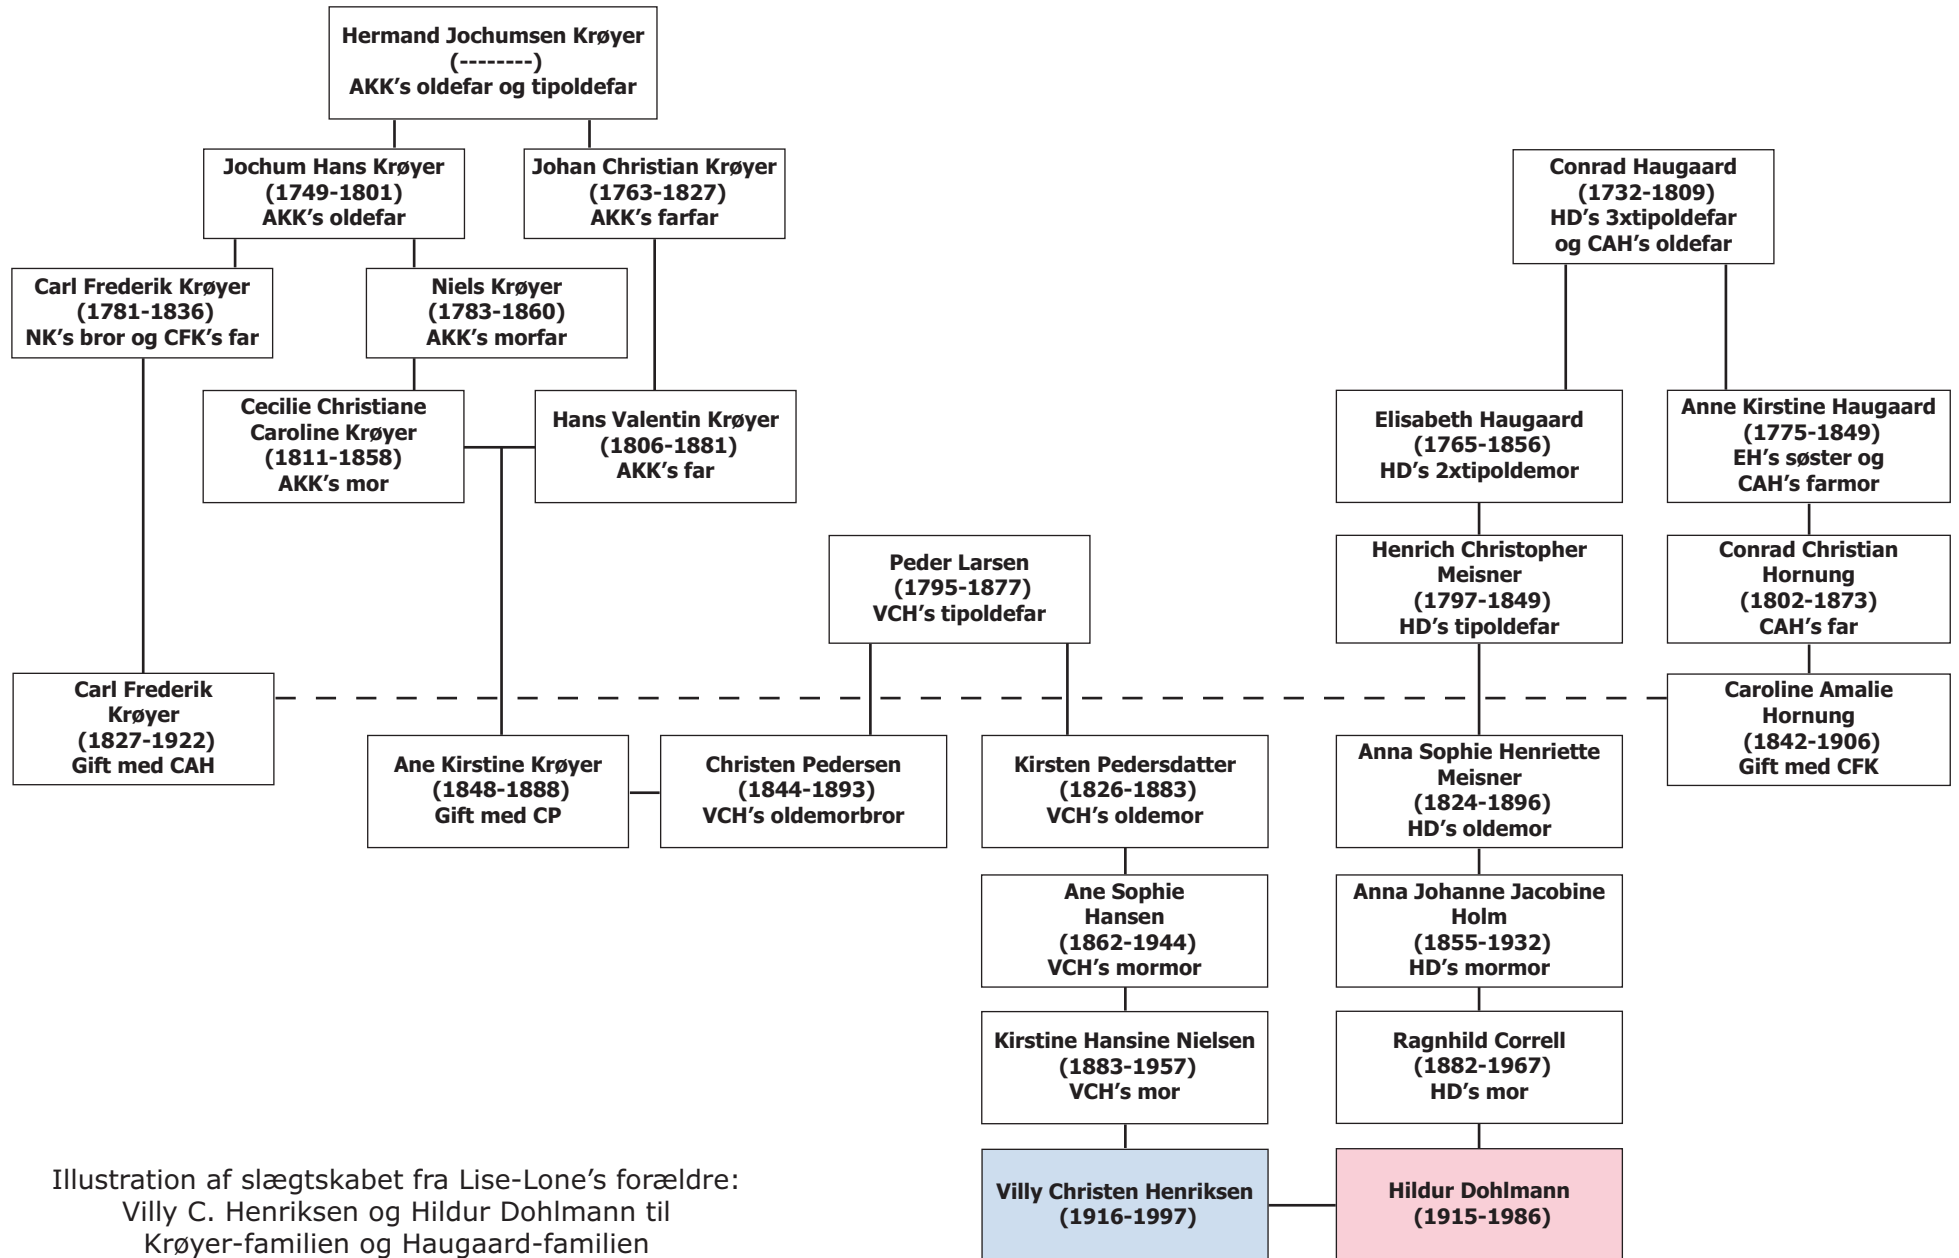 Hermand Jochumsen Krøyer
(--------)
AKK’s oldefar og tipoldefar
Jochum Hans Krøyer
(1749-1801)
AKK’s oldefar
Johan Christian Krøyer
(1763-1827)
AKK’s farfar
Conrad Haugaard
(1732-1809)
HD’s 3xtipoldefar
og CAH’s oldefar
Carl Frederik Krøyer
(1781-1836)
NK’s bror og CFK’s far
Niels Krøyer
(1783-1860)
AKK’s morfar
Cecilie Christiane
Caroline Krøyer
(1811-1858)
AKK’s mor
Hans Valentin Krøyer
(1806-1881)
AKK’s far
Elisabeth Haugaard
(1765-1856)
HD’s 2xtipoldemor
Anne Kirstine Haugaard
(1775-1849)
EH’s søster og
CAH’s farmor
Peder Larsen
(1795-1877)
VCH’s tipoldefar
Henrich Christopher
Meisner
(1797-1849)
HD’s tipoldefar
Conrad Christian
Hornung
(1802-1873)
CAH’s far
Carl Frederik
Krøyer
(1827-1922)
Gift med CAH
Caroline Amalie
Hornung
(1842-1906)
Gift med CFK
Ane Kirstine Krøyer
(1848-1888)
Gift med CP
Christen Pedersen
(1844-1893)
VCH’s oldemorbror
Kirsten Pedersdatter
(1826-1883)
VCH’s oldemor
Anna Sophie Henriette
Meisner
(1824-1896)
HD’s oldemor
Ane Sophie
Hansen
(1862-1944)
VCH’s mormor
Anna Johanne Jacobine
Holm
(1855-1932)
HD’s mormor
Kirstine Hansine Nielsen
(1883-1957)
VCH’s mor
Ragnhild Correll
(1882-1967)
HD’s mor
Villy Christen Henriksen
(1916-1997)
Hildur Dohlmann
(1915-1986)
Illustration af slægtskabet fra Lise-Lone’s forældre:
Villy C. Henriksen og Hildur Dohlmann til
Krøyer-familien og Haugaard-familien